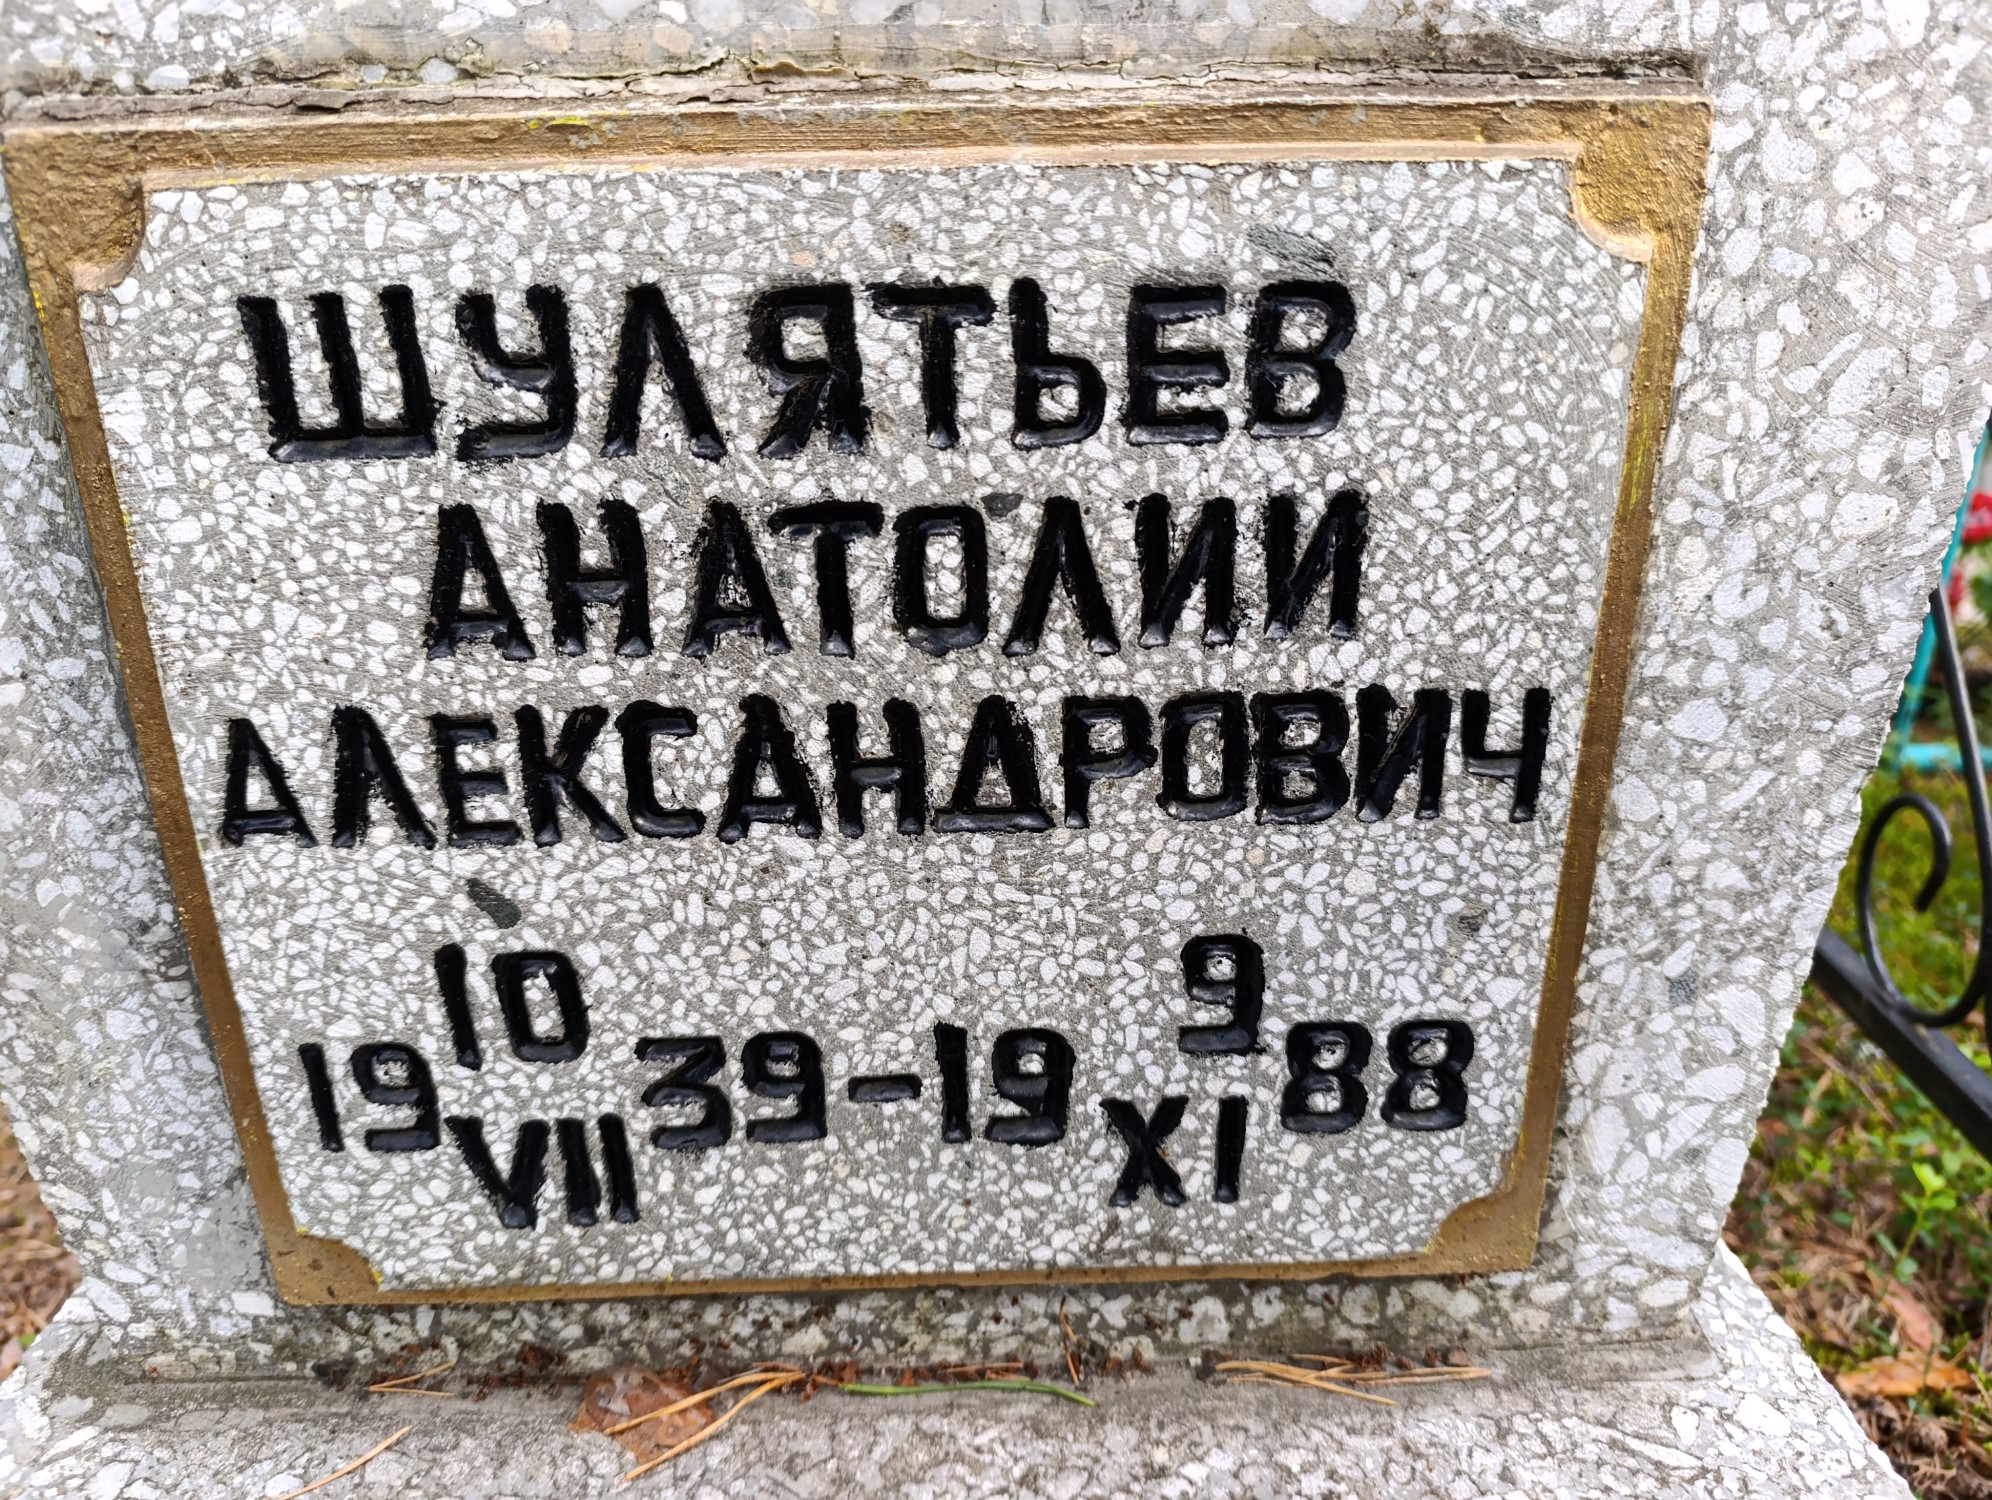 ШУЛЯТЬЕВ
АНАТОЛИИ
АЛЕКСАНДРОВИЧ
19 10 VII 39-19 9 XI 88